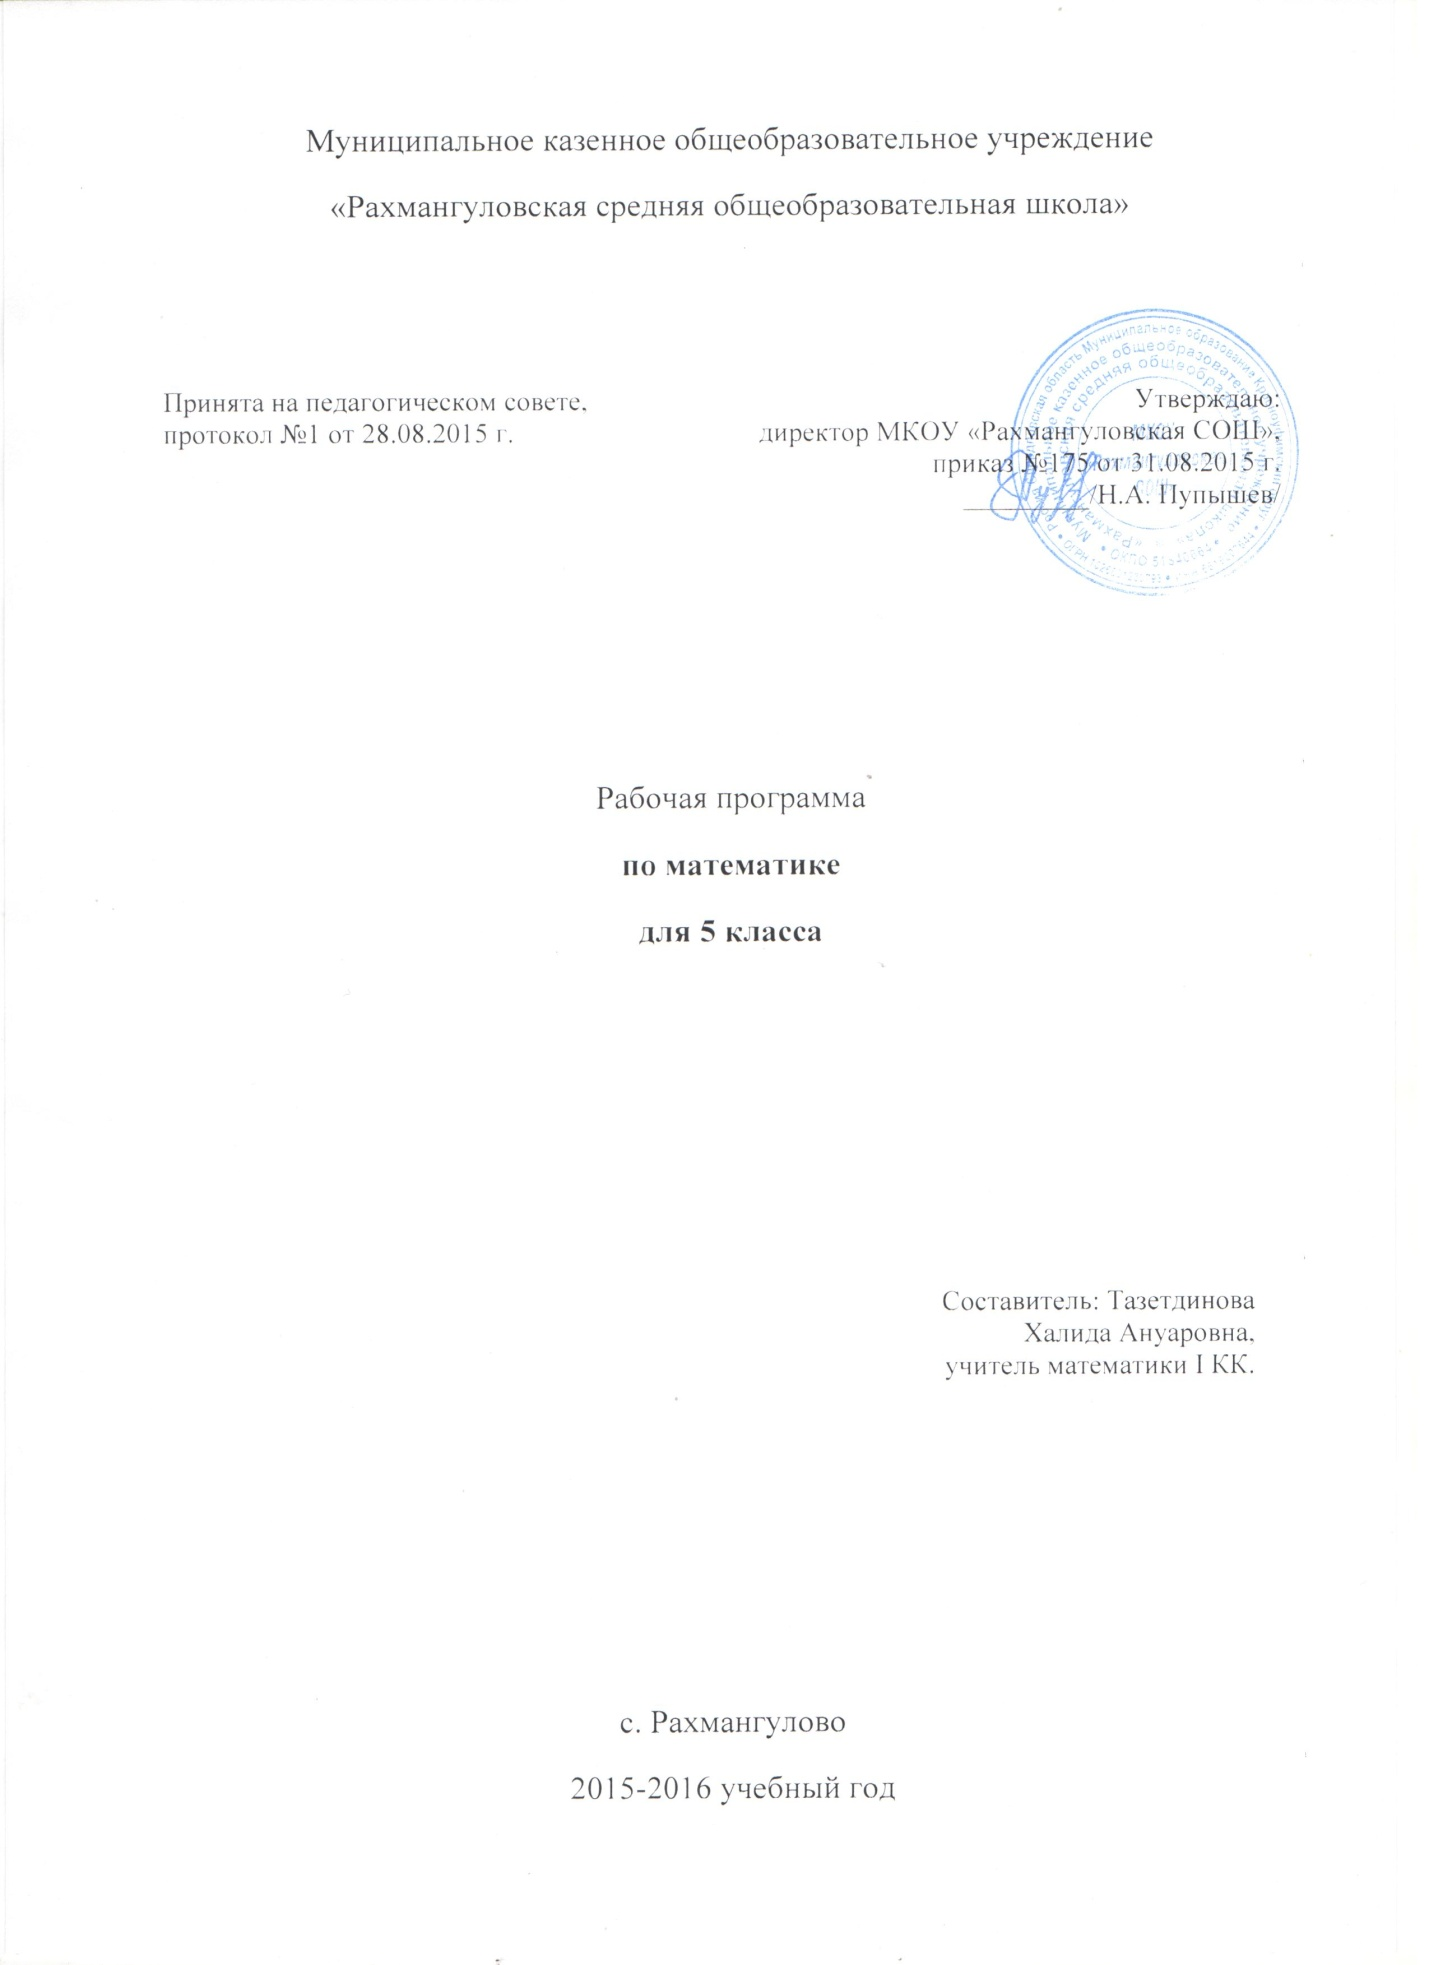 Муниципальное казенное общеобразовательное учреждение
«Рахмангуловская средняя общеобразовательная школа»
Принята на педагогическом совете,
протокол №1 от 28.08.2015 г.
Утверждаю:
директор МКОУ «Рахмангуловская СОШ»,
приказ №175 от 31.08.2015 г.
/Н.А. Пупышев/
Рабочая программа
по математике
для 5 класса
Составитель: Тазетдинова
Халида Ануаровна,
учитель математики I КК.
с. Рахмангулово
2015-2016 учебный год